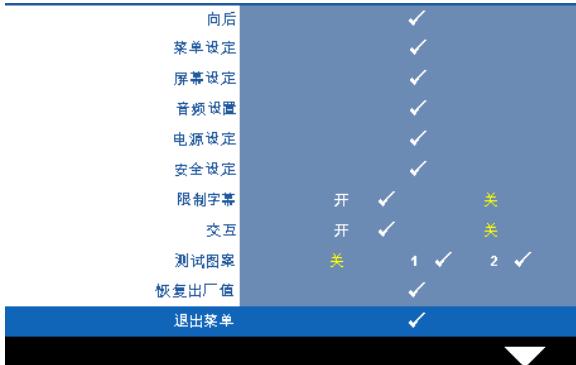 向后 ✓
菜单设定 ✓
屏幕设定 ✓
音频设置 ✓
电源设定 ✓
安全设定 ✓
限制字幕 开 ✓ 关
交互 开 ✓ 关
测试图案 关 1 ✓ 2 ✓
恢复出厂值 ✓
退出菜单 ✓